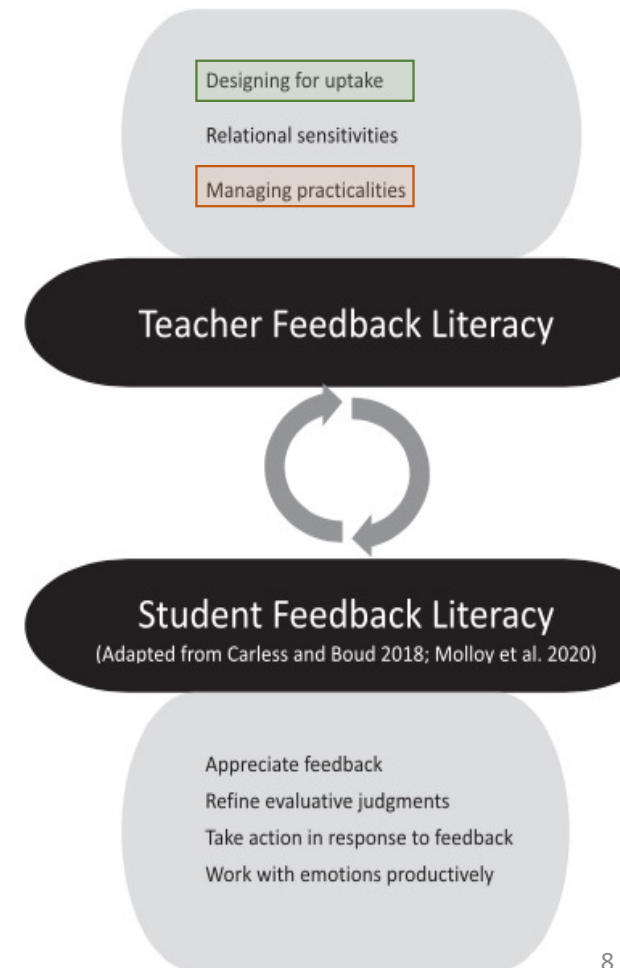 Designing for uptake
Relational sensitivities
Managing practicalities
Teacher Feedback Literacy
Student Feedback Literacy
(Adapted from Carless and Boud 2018; Molloy et al. 2020)
Appreciate feedback
Refine evaluative judgments
Take action in response to feedback
Work with emotions productively
8